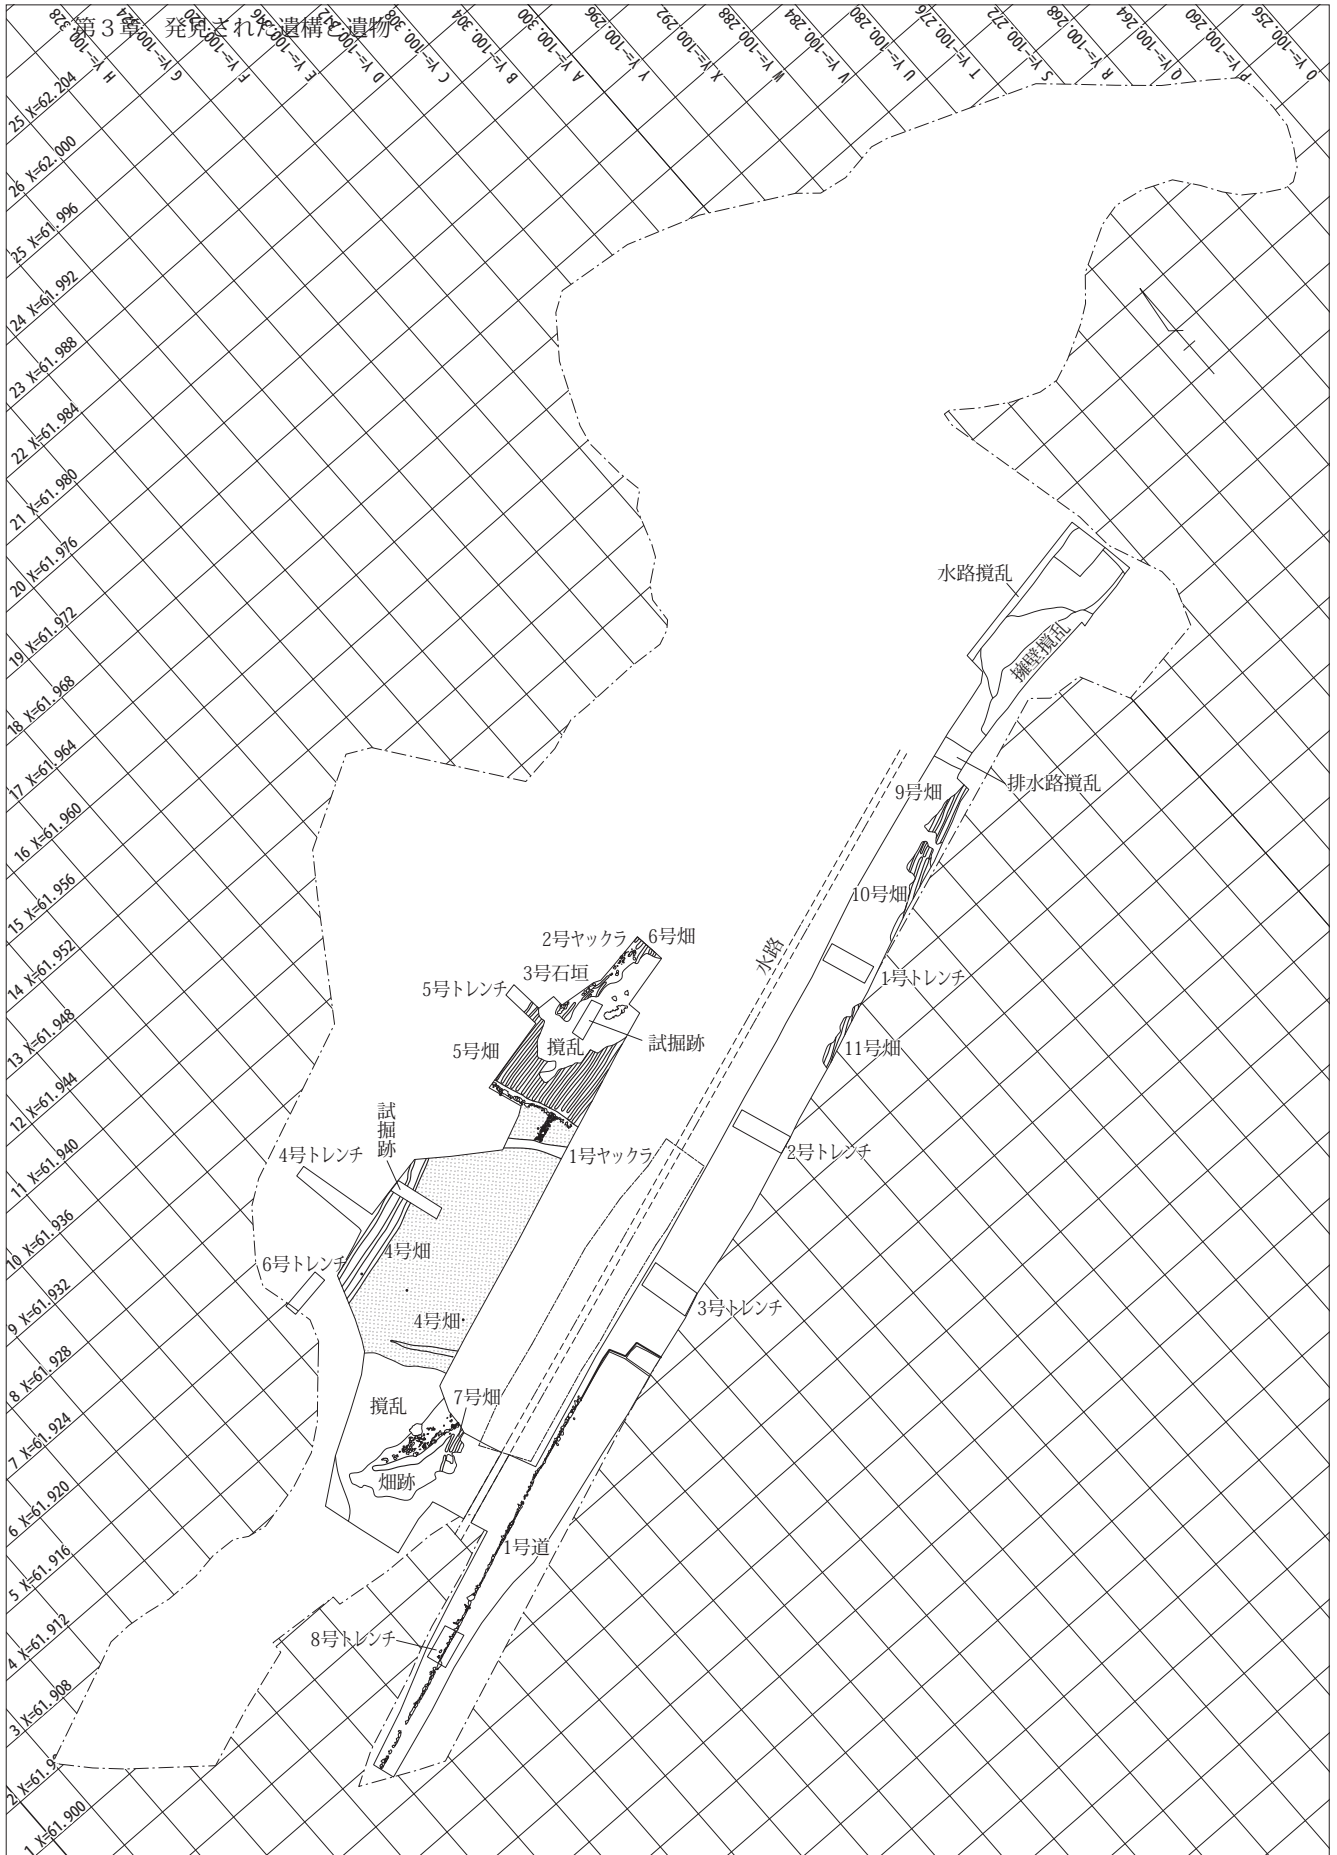 第３章　発見された遺構と遺物
H Y=-100.328
G Y=-100.324
F Y=-100.320
E Y=-100.316
D Y=-100.312
C Y=-100.308
B Y=-100.304
A Y=-100.300
Y Y=-100.296
X Y=-100.292
W Y=-100.288
V Y=-100.284
U Y=-100.280
T Y=-100.276
S Y=-100.272
R Y=-100.268
Q Y=-100.264
P Y=-100.260
O Y=-100.256
25 X=62.204
26 X=62.000
25 X=61.996
24 X=61.992
23 X=61.988
22 X=61.984
21 X=61.980
20 X=61.976
19 X=61.972
18 X=61.968
17 X=61.964
16 X=61.960
15 X=61.956
14 X=61.952
13 X=61.948
12 X=61.944
11 X=61.940
10 X=61.936
9 X=61.932
8 X=61.928
7 X=61.924
6 X=61.920
5 X=61.916
4 X=61.912
3 X=61.908
2 X=61.9
1 X=61.900
水路撹乱
擁壁撹乱
排水路撹乱
9号畑
10号畑
水路
1号トレンチ
11号畑
2号ヤックラ
6号畑
3号石垣
5号トレンチ
撹乱
試掘跡
5号畑
試掘跡
4号トレンチ
1号ヤックラ
2号トレンチ
4号畑
6号トレンチ
3号トレンチ
4号畑
撹乱
7号畑
畑跡
1号道
8号トレンチ